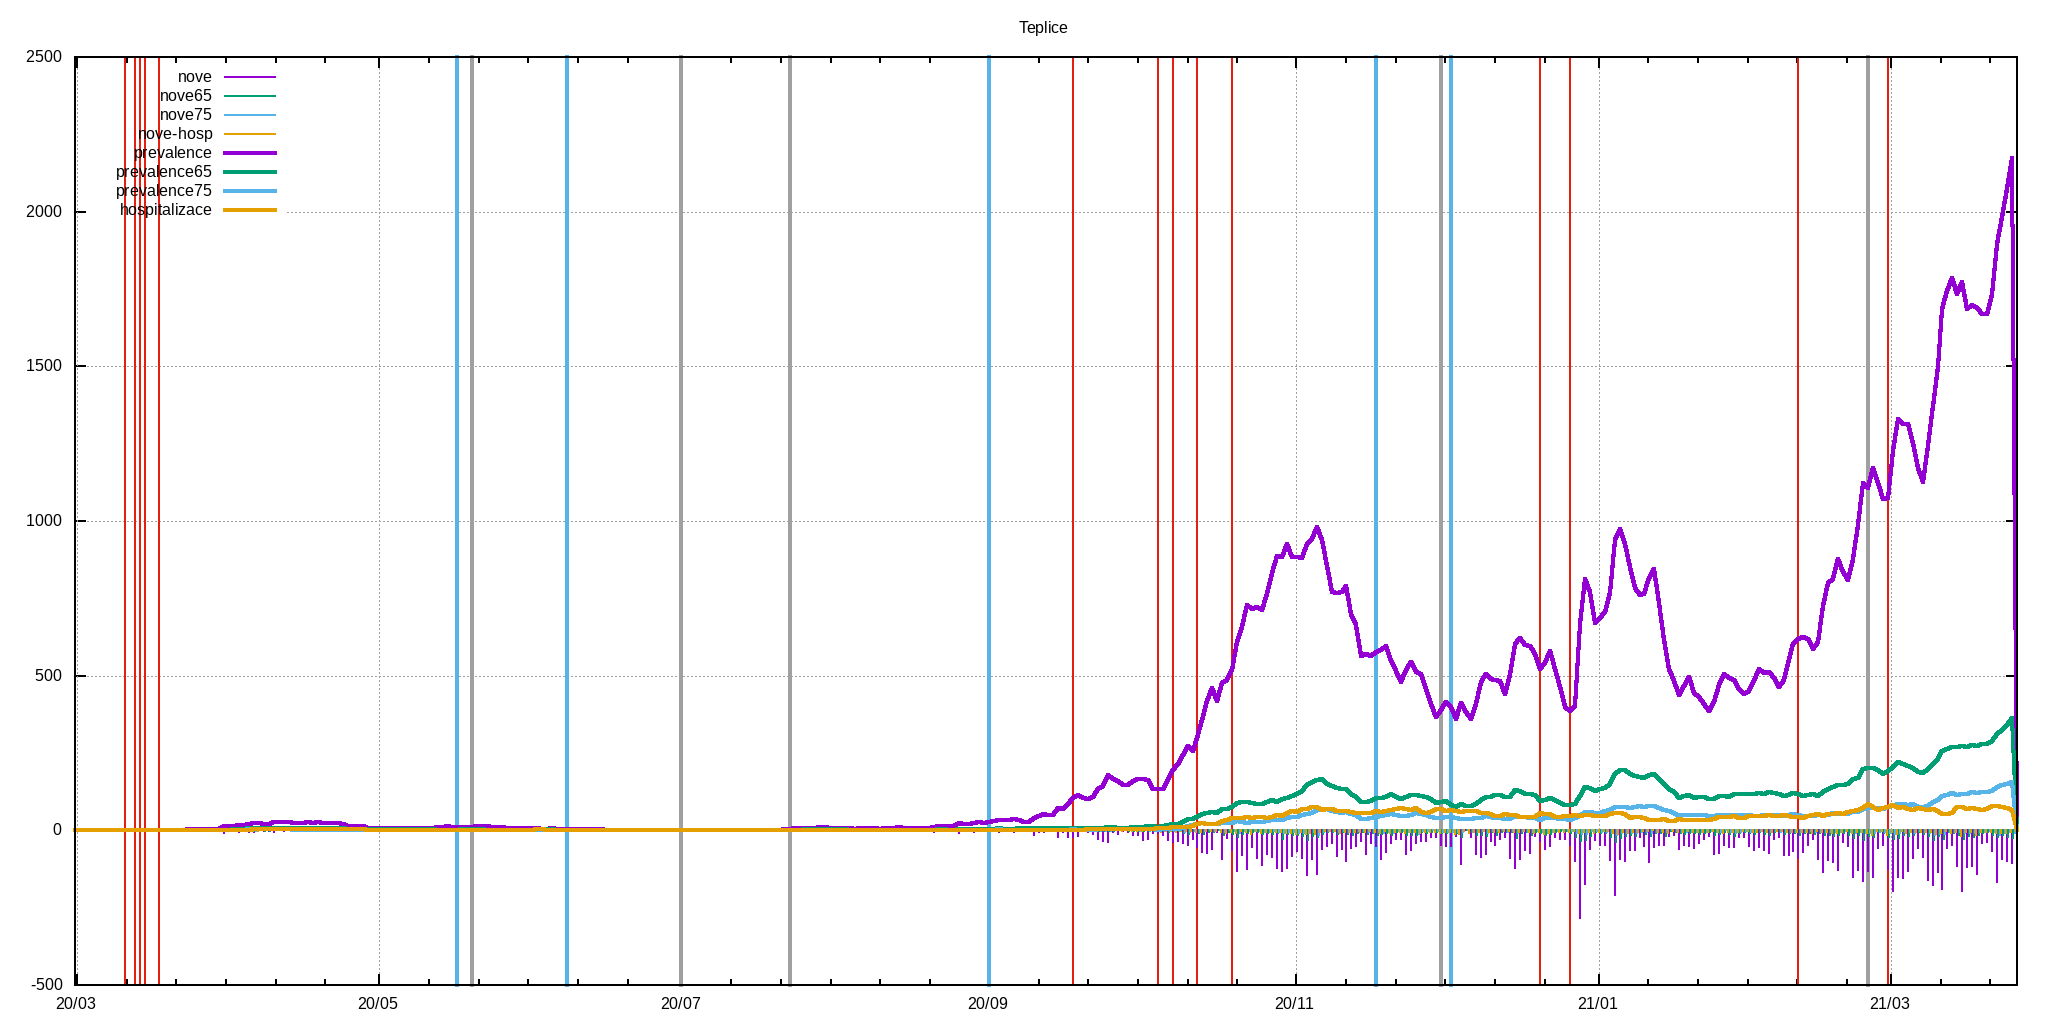 Teplice
2500
2000
1500
1000
500
0
-500
nove
nove65
nove75
nove-hosp
prevalence
prevalence65
prevalence75
hospitalizace
20/03 20/05 20/07 20/09 20/11 21/01 21/03